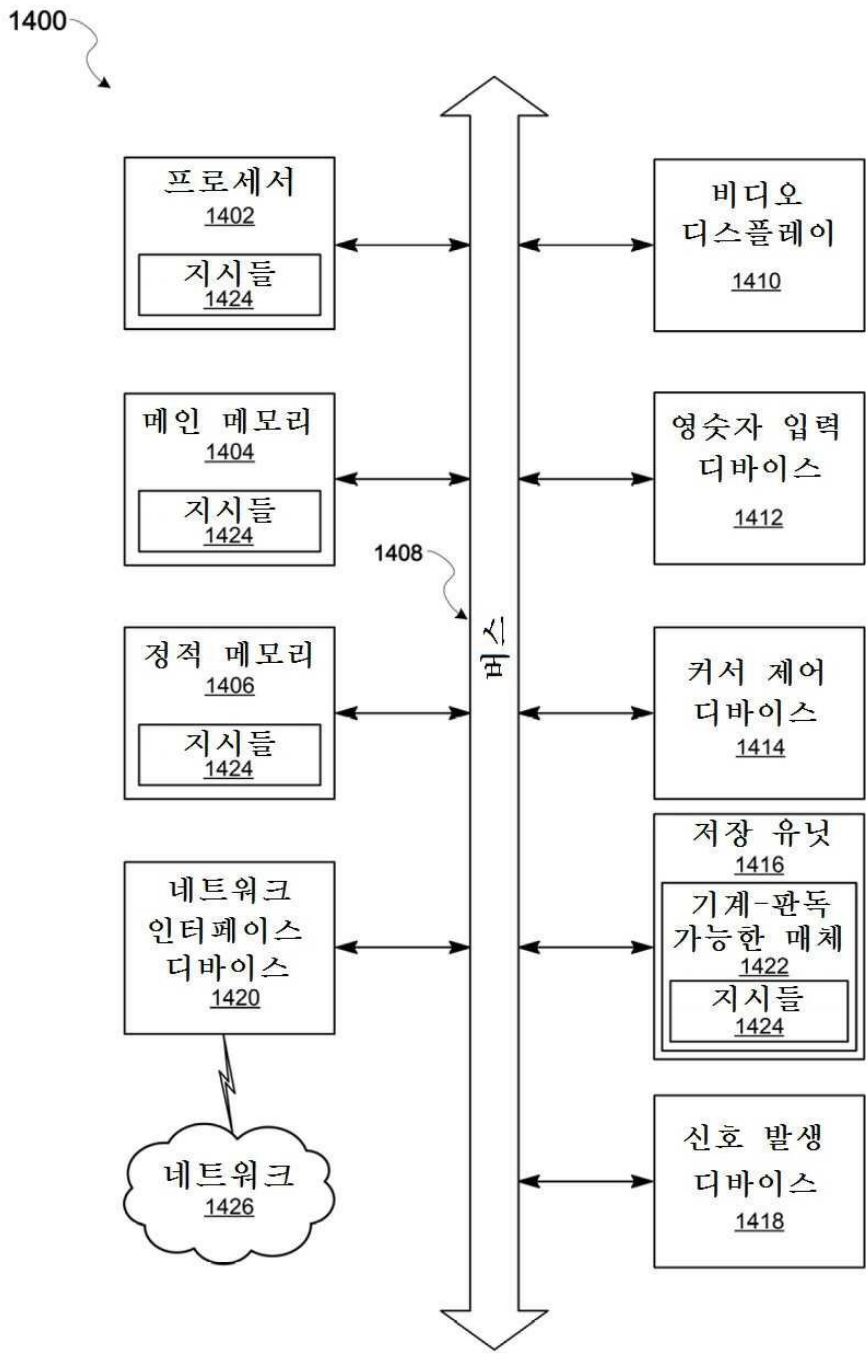 1400
프로세서
1402
지시들
1424
메인 메모리
1404
지시들
1424
정적 메모리
1406
지시들
1424
네트워크
인터페이스
디바이스
1420
네트워크
1426
1408
버스
비디오
디스플레이
1410
영숫자 입력
디바이스
1412
커서 제어
디바이스
1414
저장 유닛
1416
기계-판독
가능한 매체
1422
지시들
1424
신호 발생
디바이스
1418